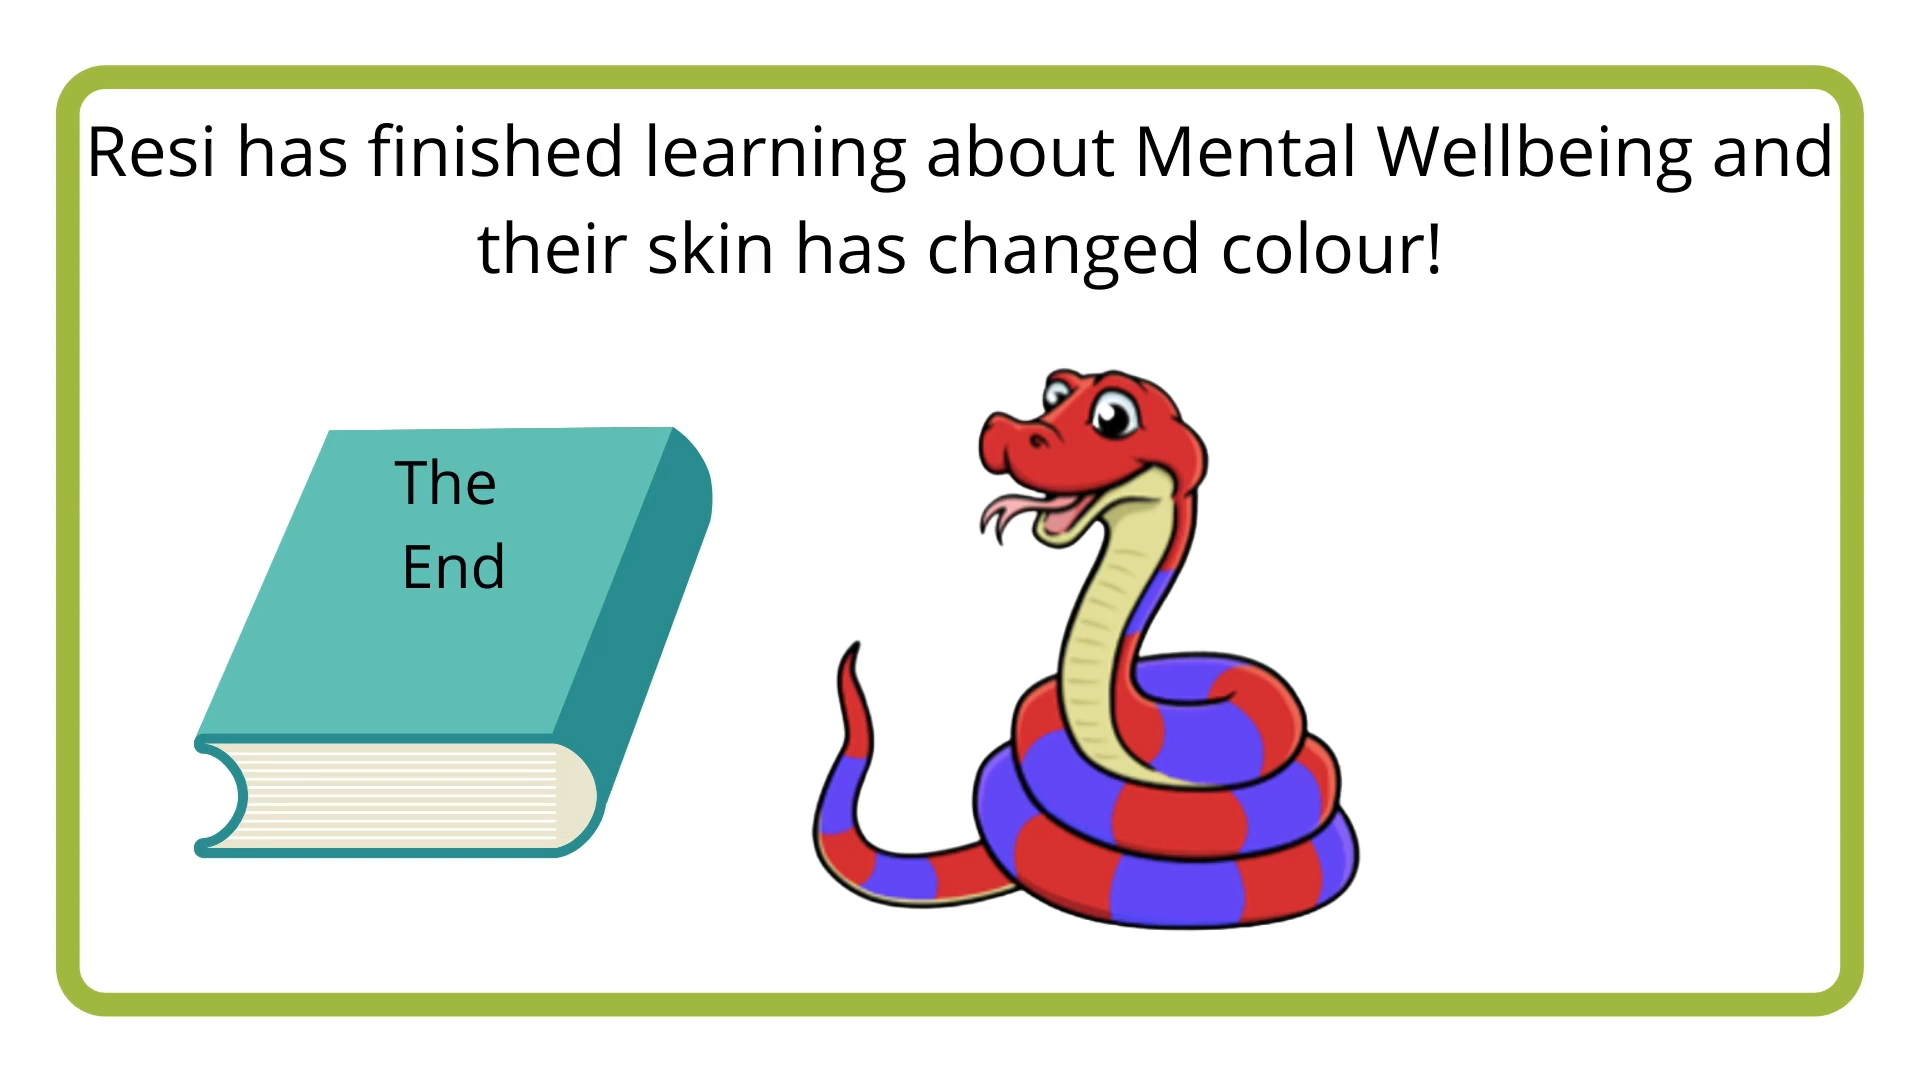 Resi has finished learning about Mental Wellbeing and
their skin has changed colour!
The
End